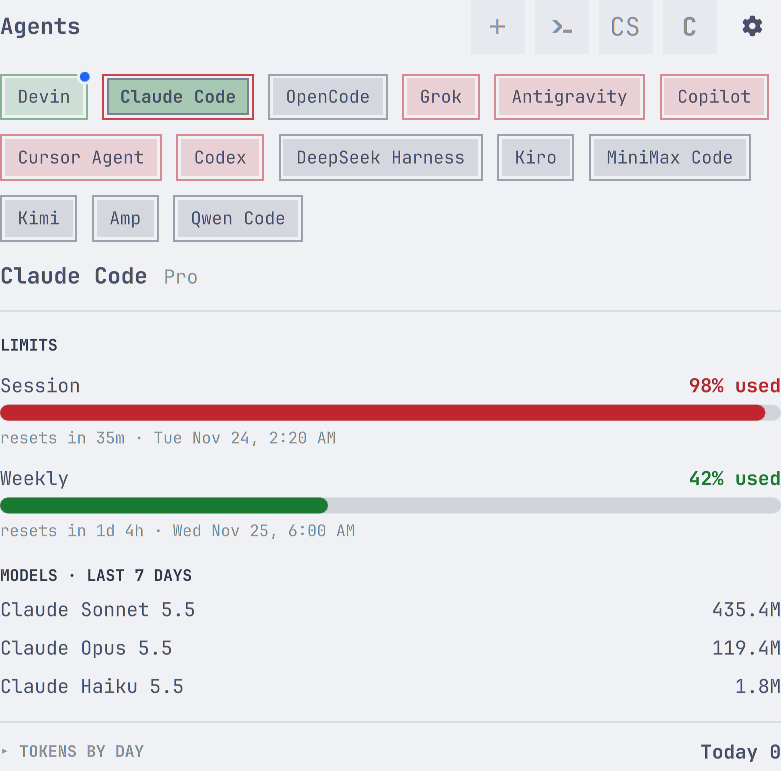 Agents + >_ CS C
Devin Claude Code OpenCode Grok Antigravity Copilot
Cursor Agent Codex DeepSeek Harness Kiro MiniMax Code
Kimi Amp Qwen Code
Claude Code Pro
LIMITS
Session 98% used
resets in 35m · Tue Nov 24, 2:20 AM
Weekly 42% used
resets in 1d 4h · Wed Nov 25, 6:00 AM
MODELS · LAST 7 DAYS
Claude Sonnet 5.5 435.4M
Claude Opus 5.5 119.4M
Claude Haiku 5.5 1.8M
▸ TOKENS BY DAY Today 0